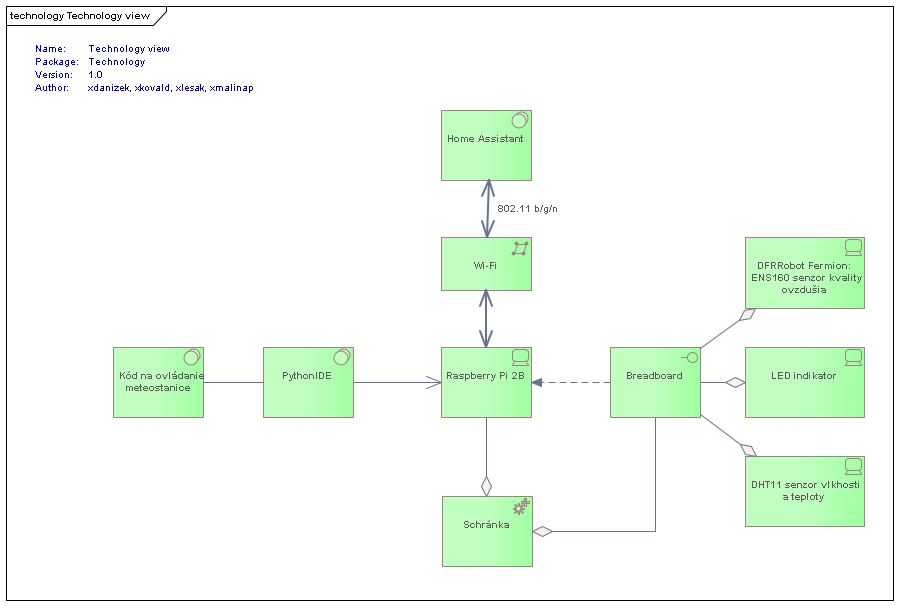 technology Technology view
Name: Technology view
Package: Technology
Version: 1.0
Author: xdanizek, xkovald, xlesak, xmalinap
Home Assistant
802.11 b/g/n
Wi-Fi
DFRRobot Fermion:
ENS160 senzor kvality
ovzdušia
Kód na ovládanie
meteostanice
PythonIDE
Raspberry Pi 2B
Breadboard
LED indikator
DHT11 senzor vlkhosti
a teploty
Schránka